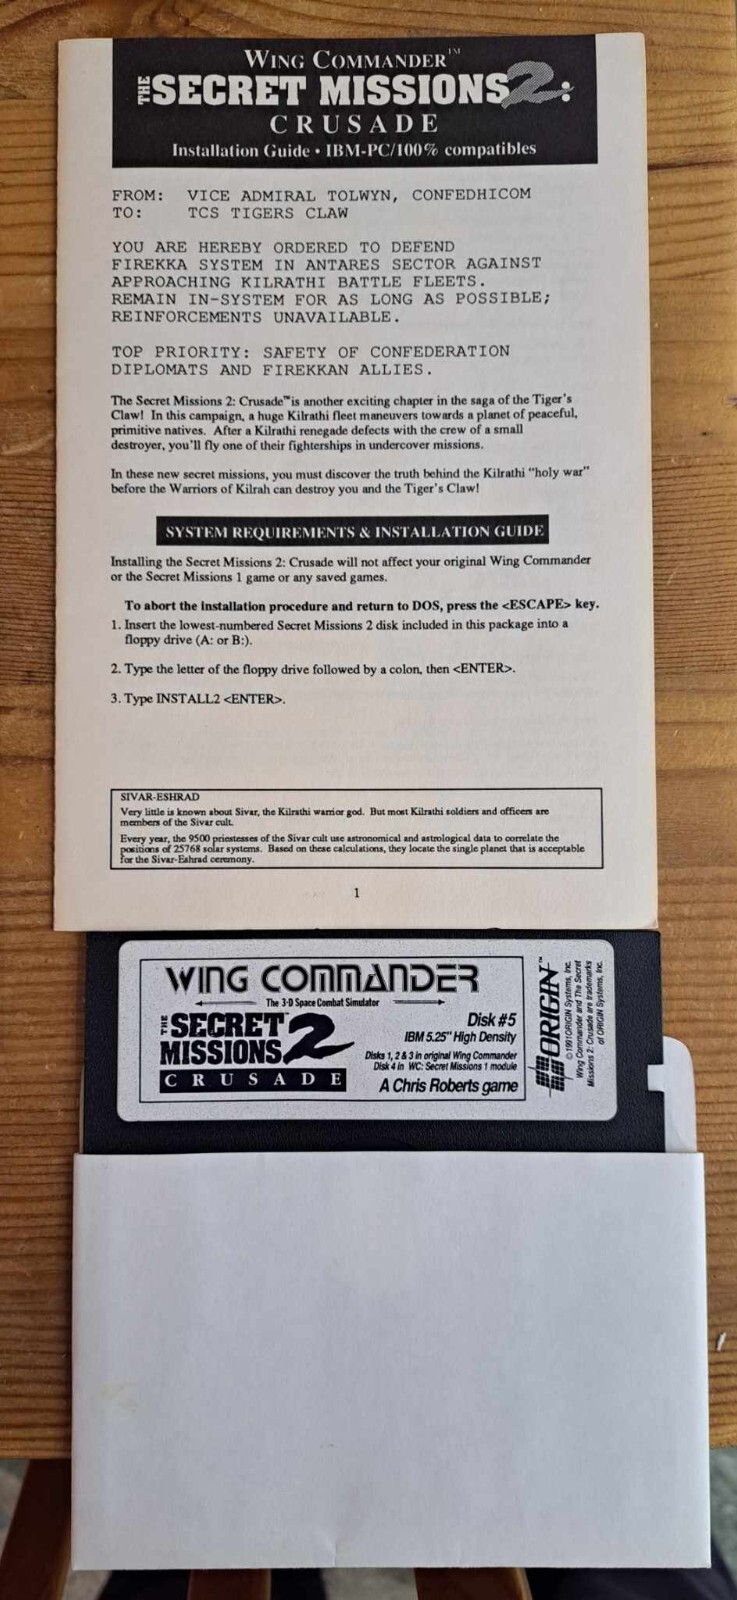 WING COMMANDER™
THE SECRET MISSIONS 2:
CRUSADE
Installation Guide • IBM-PC/100% compatibles
FROM: VICE ADMIRAL TOLWYN, CONFEDHICOM
TO: TCS TIGERS CLAW
YOU ARE HEREBY ORDERED TO DEFEND
FIREKKA SYSTEM IN ANTARES SECTOR AGAINST
APPROACHING KILRATHI BATTLE FLEETS.
REMAIN IN-SYSTEM FOR AS LONG AS POSSIBLE;
REINFORCEMENTS UNAVAILABLE.
TOP PRIORITY: SAFETY OF CONFEDERATION
DIPLOMATS AND FIREKKAN ALLIES.
The Secret Missions 2: Crusade™ is another exciting chapter in the saga of the Tiger's
Claw! In this campaign, a huge Kilrathi fleet maneuvers towards a planet of peaceful,
primitive natives. After a Kilrathi renegade defects with the crew of a small
destroyer, you'll fly one of their fighterships in undercover missions.
In these new secret missions, you must discover the truth behind the Kilrathi "holy war"
before the Warriors of Kilrah can destroy you and the Tiger's Claw!
SYSTEM REQUIREMENTS & INSTALLATION GUIDE
Installing the Secret Missions 2: Crusade will not affect your original Wing Commander
or the Secret Missions 1 game or any saved games.
To abort the installation procedure and return to DOS, press the <ESCAPE> key.
1. Insert the lowest-numbered Secret Missions 2 disk included in this package into a
floppy drive (A: or B:).
2. Type the letter of the floppy drive followed by a colon, then <ENTER>.
3. Type INSTALL2 <ENTER>.
SIVAR-ESHRAD
Very little is known about Sivar, the Kilrathi warrior god. But most Kilrathi soldiers and officers are
members of the Sivar cult.
Every year, the 9500 priestesses of the Sivar cult use astronomical and astrological data to correlate the
positions of 25768 solar systems. Based on these calculations, they locate the single planet that is acceptable
for the Sivar-Eshrad ceremony.
1
WING COMMANDER
The 3-D Space Combat Simulator
THE SECRET
MISSIONS 2™
CRUSADE
Disk #5
IBM 5.25" High Density
Disks 1, 2 & 3 in original Wing Commander
Disk 4 in WC: Secret Missions 1 module
A Chris Roberts game
ORIGIN™
© 1991 ORIGIN Systems, Inc.
Wing Commander and The Secret
Missions 2: Crusade are trademarks
of ORIGIN Systems, Inc.